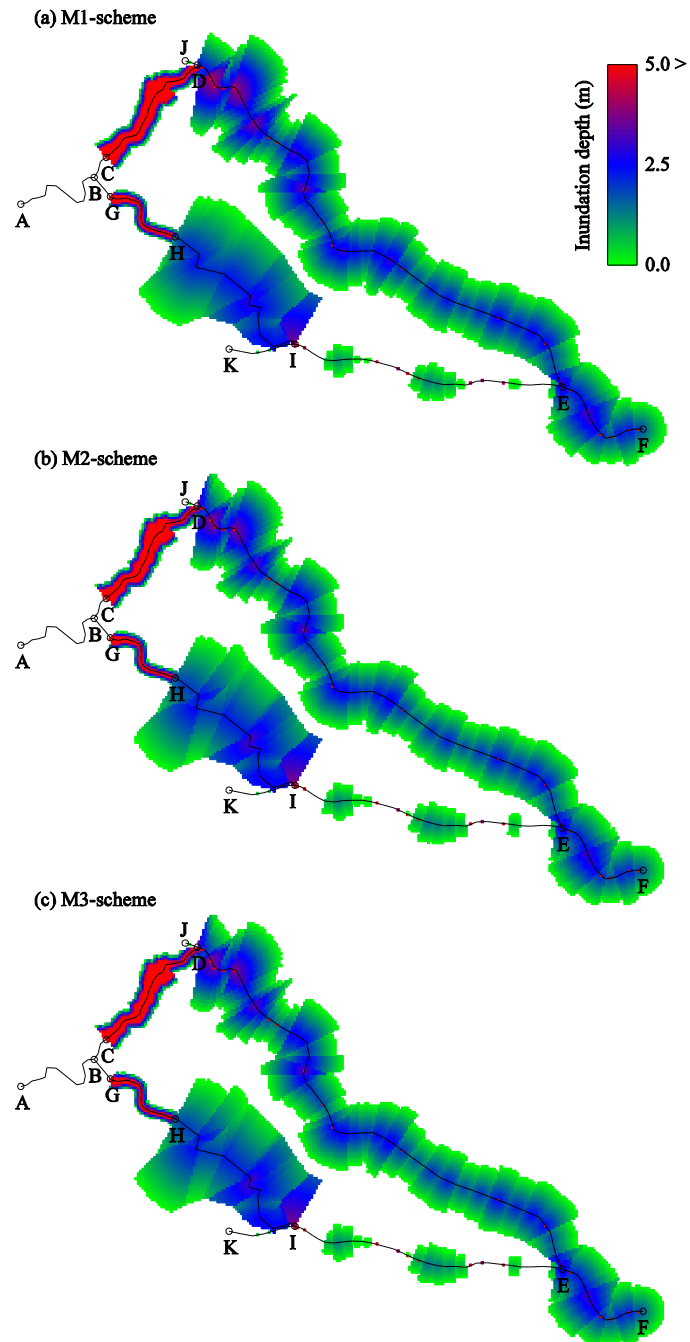 (a) M1-scheme
J
D
5.0 >
Inundation depth (m)
2.5
0.0
C
B
A
G
H
K
I
E
F
(b) M2-scheme
J
D
C
B
A
G
H
K
I
E
F
(c) M3-scheme
J
D
C
B
A
G
H
K
I
E
F